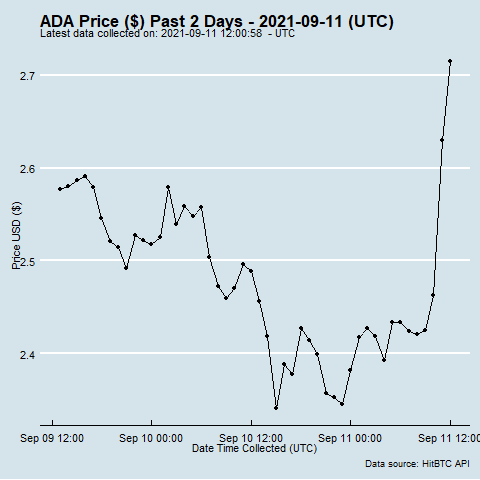 ADA Price ($) Past 2 Days - 2021-09-11 (UTC)
Latest data collected on: 2021-09-11 12:00:58 - UTC
2.7
2.6
2.5
2.4
Price USD ($)
Sep 09 12:00 Sep 10 00:00 Sep 10 12:00 Sep 11 00:00 Sep 11 12:00
Date Time Collected (UTC)
Data source: HitBTC API